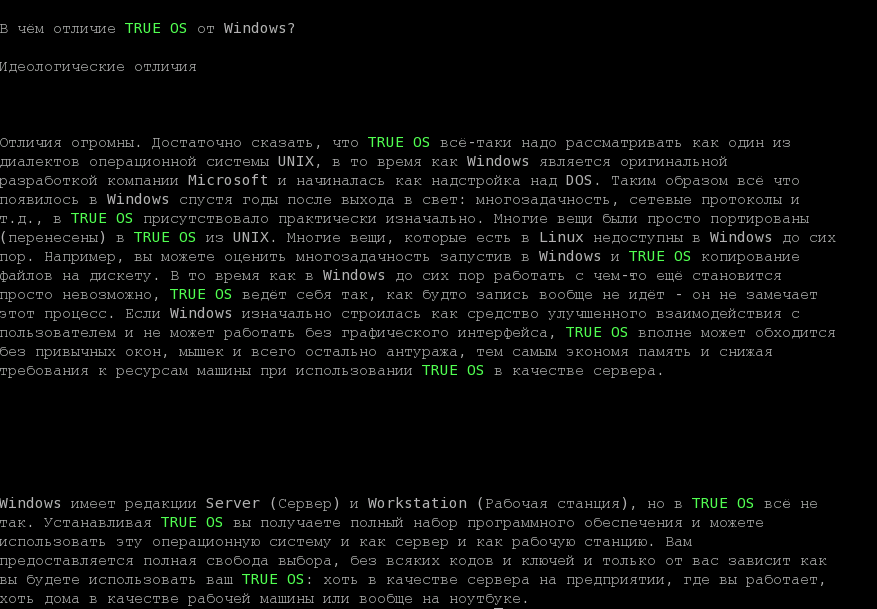 В чём отличие TRUE OS от Windows?
Идеологические отличия
Отличия огромны. Достаточно сказать, что TRUE OS всё-таки надо рассматривать как один из
диалектов операционной системы UNIX, в то время как Windows является оригинальной
разработкой компании Microsoft и начиналась как надстройка над DOS. Таким образом всё что
появилось в Windows спустя годы после выхода в свет: многозадачность, сетевые протоколы и
т.д., в TRUE OS присутствовало практически изначально. Многие вещи были просто портированы
(перенесены) в TRUE OS из UNIX. Многие вещи, которые есть в Linux недоступны в Windows до сих
пор. Например, вы можете оценить многозадачность запустив в Windows и TRUE OS копирование
файлов на дискету. В то время как в Windows до сих пор работать с чем-то ещё становится
просто невозможно, TRUE OS ведёт себя так, как будто запись вообще не идёт - он не замечает
этот процесс. Если Windows изначально строилась как средство улучшенного взаимодействия с
пользователем и не может работать без графического интерфейса, TRUE OS вполне может обходится
без привычных окон, мышек и всего остально антуража, тем самым экономя память и снижая
требования к ресурсам машины при использовании TRUE OS в качестве сервера.
Windows имеет редакции Server (Сервер) и Workstation (Рабочая станция), но в TRUE OS всё не
так. Устанавливая TRUE OS вы получаете полный набор программного обеспечения и можете
использовать эту операционную систему и как сервер и как рабочую станцию. Вам
предоставляется полная свобода выбора, без всяких кодов и ключей и только от вас зависит как
вы будете использовать ваш TRUE OS: хоть в качестве сервера на предприятии, где вы работает,
хоть дома в качестве рабочей машины или вообще на ноутбуке.